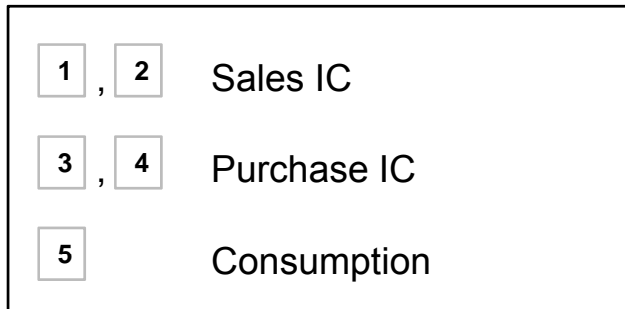 1 , 2 Sales IC
3 , 4 Purchase IC
5 Consumption